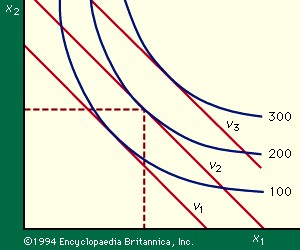 x2
300
v3
200
v2
100
v1
x1
©1994 Encyclopaedia Britannica, Inc.